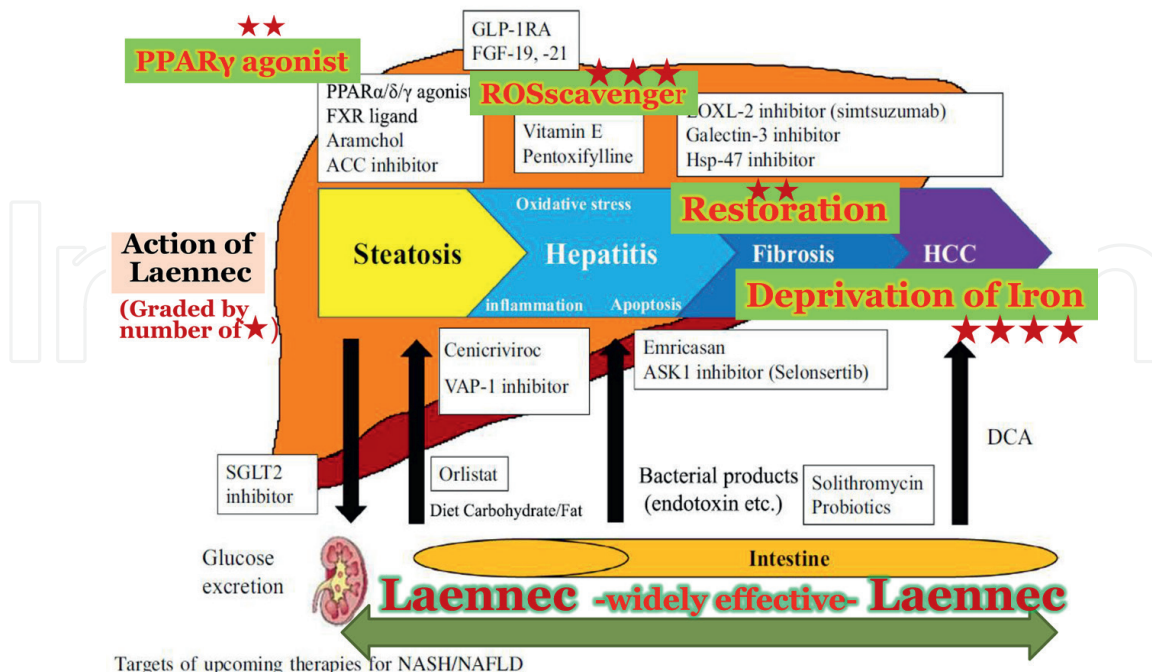 ★★
PPARγ agonist
GLP-1RA
FGF-19, -21
★★★
ROSscavenger
PPARα/δ/γ agonist
FXR ligand
Aramchol
ACC inhibitor
Vitamin E
Pentoxifylline
LOXL-2 inhibitor (simtsuzumab)
Galectin-3 inhibitor
Hsp-47 inhibitor
★★
Restoration
Oxidative stress
Action of
Laennec
(Graded by
number of★)
Steatosis
Hepatitis
Fibrosis
HCC
inflammation
Apoptosis
Deprivation of Iron
★★★★
Cenicriviroc
VAP-1 inhibitor
Emricasan
ASK1 inhibitor (Selonsertib)
DCA
SGLT2
inhibitor
Orlistat
Diet Carbohydrate/Fat
Bacterial products
(endotoxin etc.)
Solithromycin
Probiotics
Glucose
excretion
Intestine
Laennec -widely effective- Laennec
Targets of upcoming therapies for NASH/NAFLD